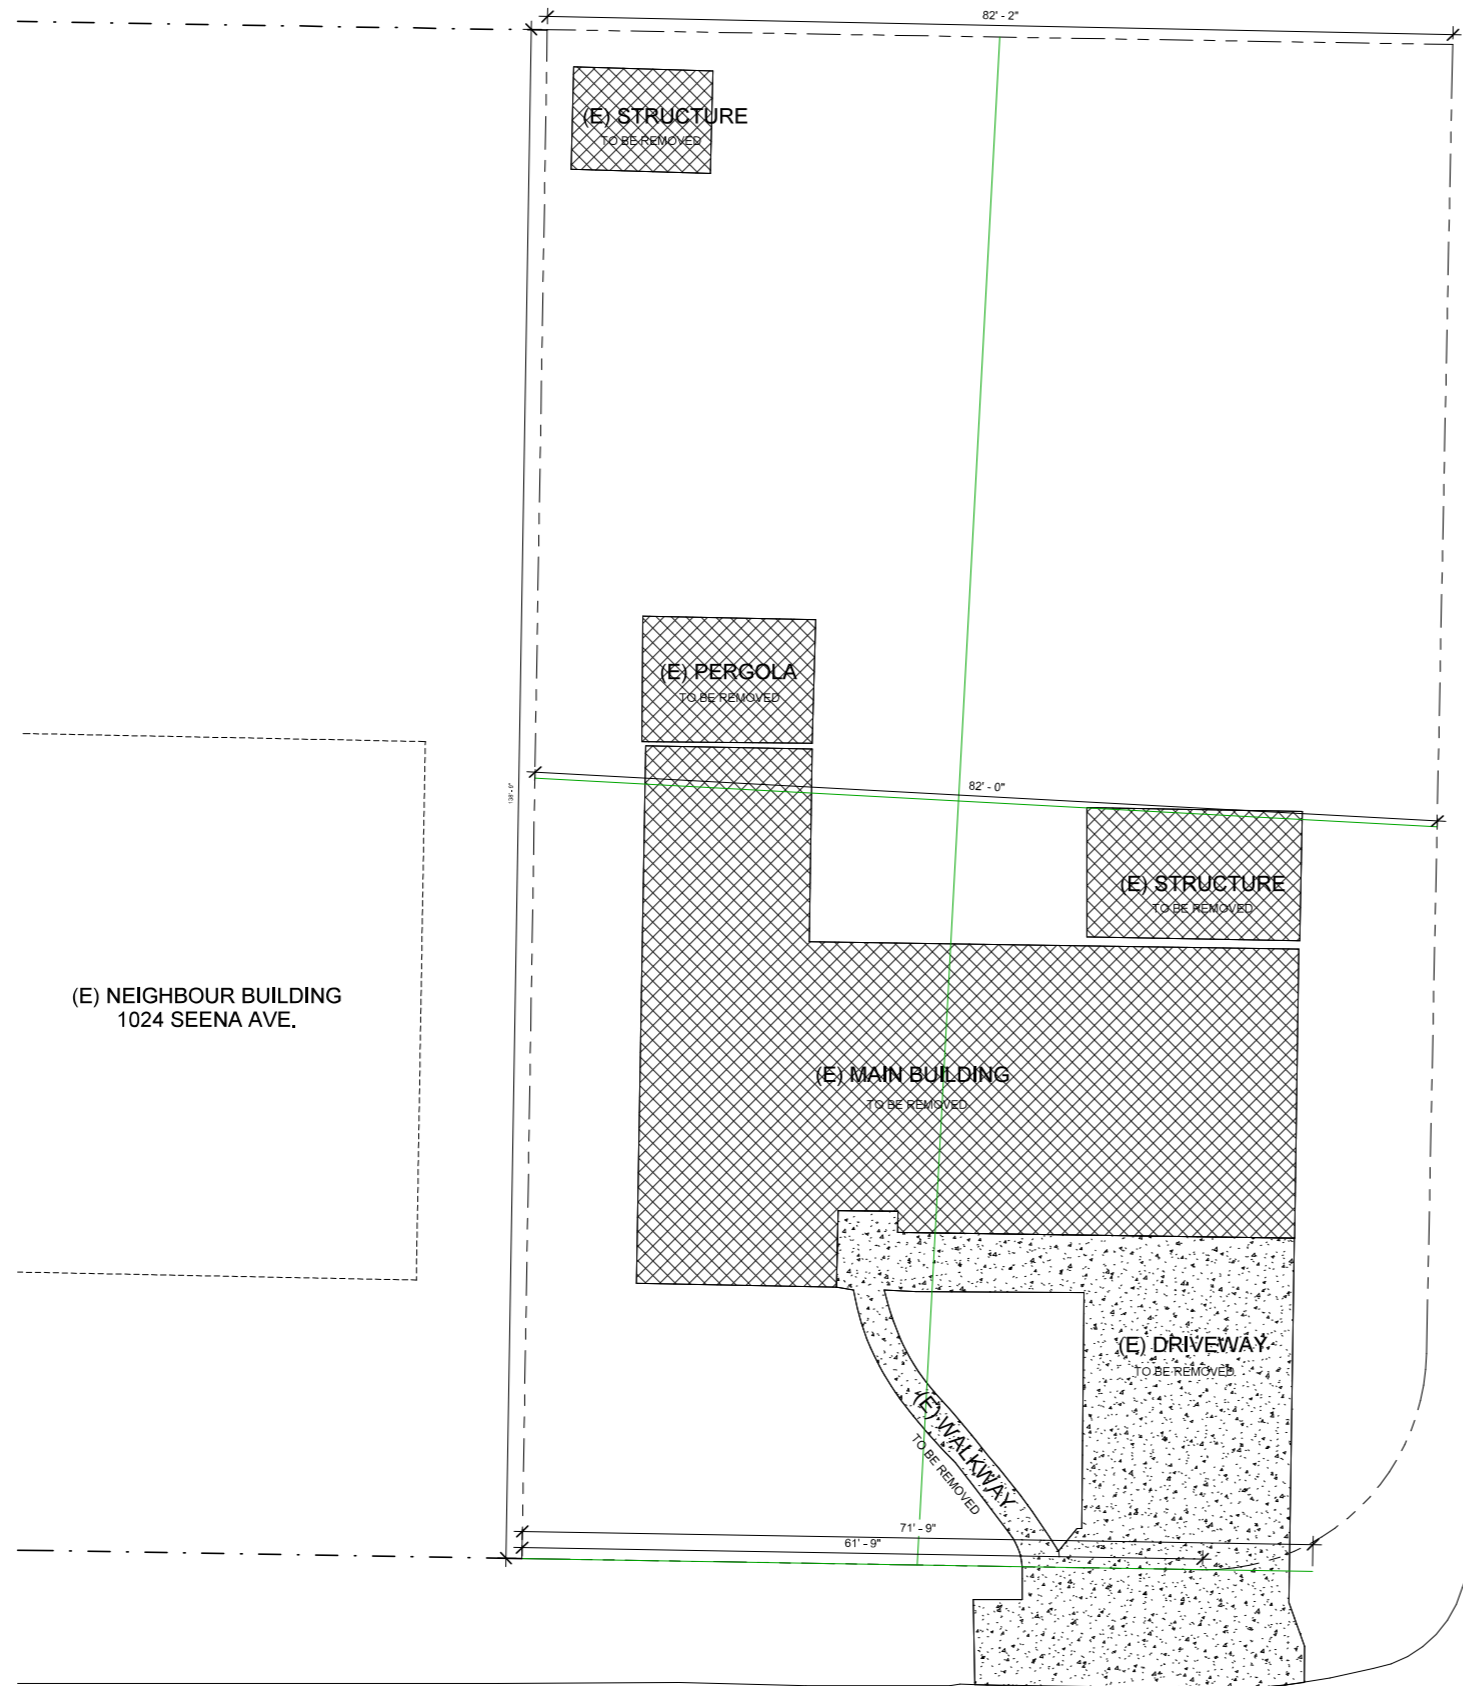 82' - 2"
(E) STRUCTURE
TO BE REMOVED
(E) PERGOLA
TO BE REMOVED
138'- 0"
82' - 0"
(E) STRUCTURE
TO BE REMOVED
(E) NEIGHBOUR BUILDING
1024 SEENA AVE.
(E) MAIN BUILDING
TO BE REMOVED
(E) DRIVEWAY
TO BE REMOVED
(E) WALKWAY
TO BE REMOVED
71' - 9"
61' - 9"